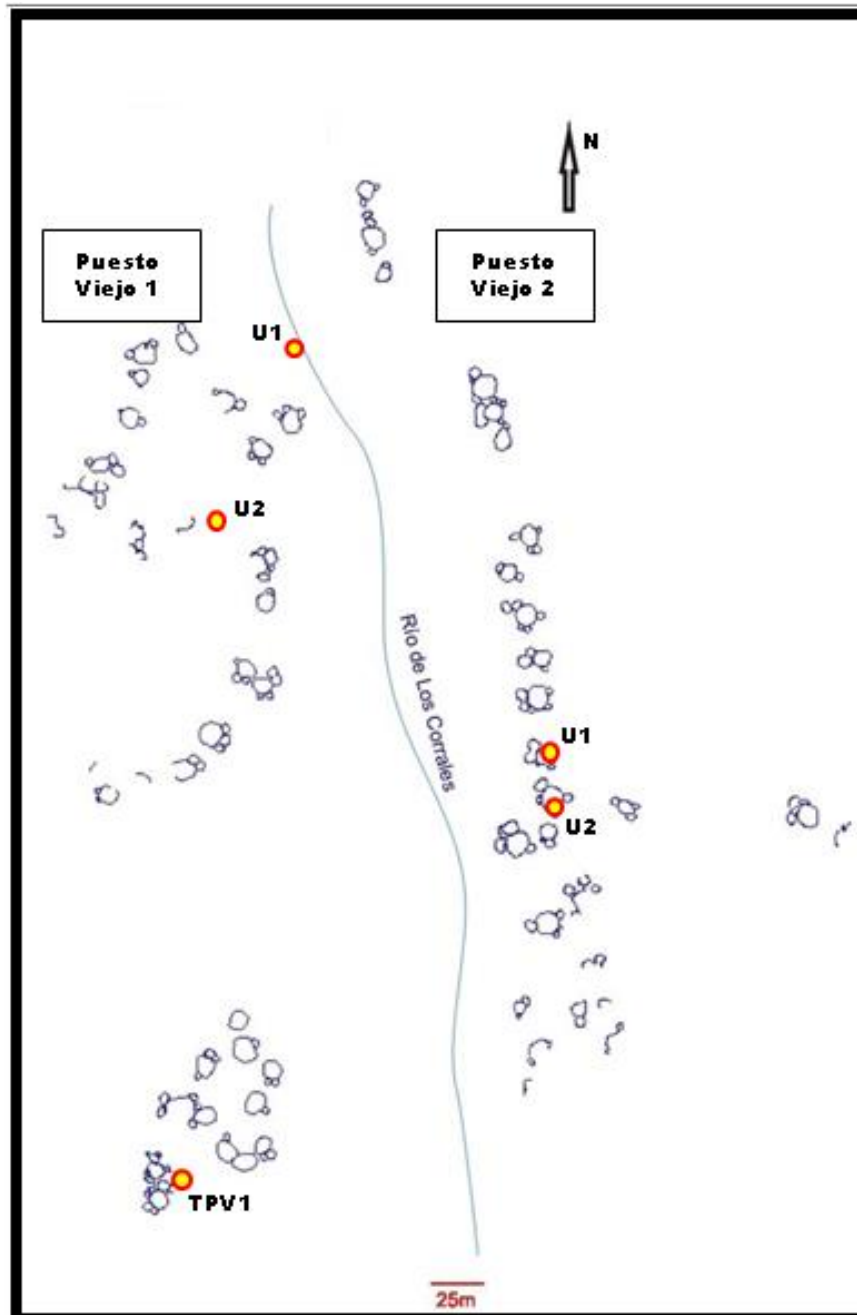 N
Puesto
Viejo 1
Puesto
Viejo 2
U1
U2
Río de Los Corrales
U1
U2
TPV1
25m